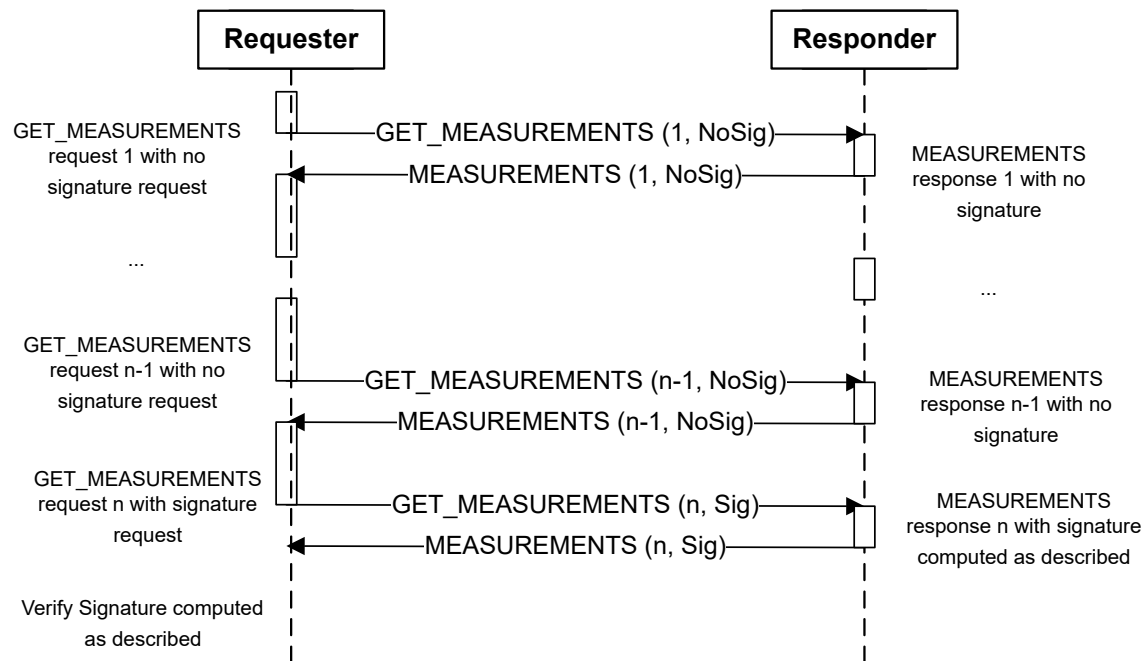 Requester
Responder
GET_MEASUREMENTS
request 1 with no
signature request
GET_MEASUREMENTS (1, NoSig)
MEASUREMENTS (1, NoSig)
MEASUREMENTS
response 1 with no
signature
...
...
GET_MEASUREMENTS
request n-1 with no
signature request
GET_MEASUREMENTS (n-1, NoSig)
MEASUREMENTS (n-1, NoSig)
MEASUREMENTS
response n-1 with no
signature
GET_MEASUREMENTS
request n with signature
request
GET_MEASUREMENTS (n, Sig)
MEASUREMENTS (n, Sig)
MEASUREMENTS
response n with signature
computed as described
Verify Signature computed
as described